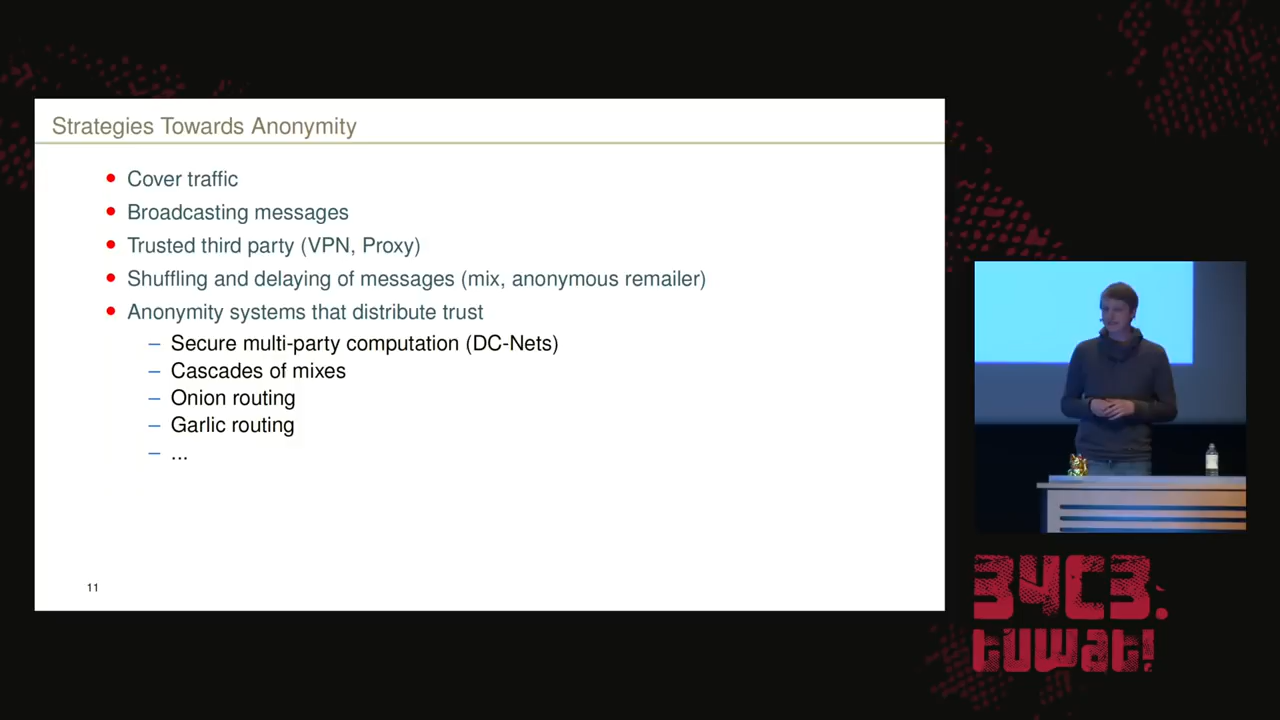 Strategies Towards Anonymity
Cover traffic
Broadcasting messages
Trusted third party (VPN, Proxy)
Shuffling and delaying of messages (mix, anonymous remailer)
Anonymity systems that distribute trust
– Secure multi-party computation (DC-Nets)
– Cascades of mixes
– Onion routing
– Garlic routing
– ...
11
34C3.
tuwat!